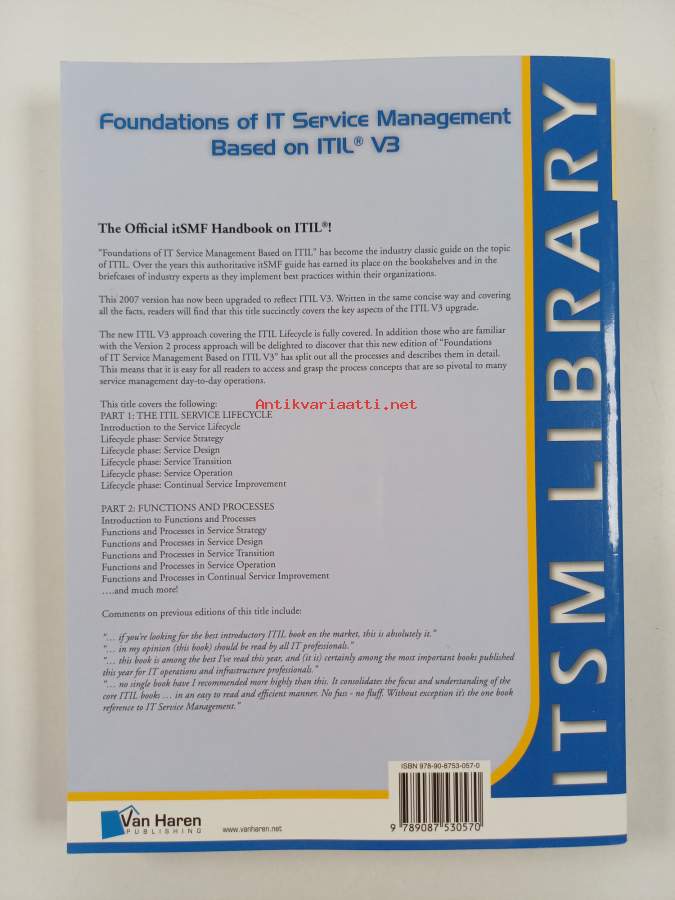 Foundations of IT Service Management
Based on ITIL® V3
The Official itSMF Handbook on ITIL®!
"Foundations of IT Service Management Based on ITIL" has become the industry classic guide on the topic
of ITIL. Over the years this authoritative itSMF guide has earned its place on the bookshelves and in the
briefcases of industry experts as they implement best practices within their organizations.
This 2007 version has now been upgraded to reflect ITIL V3. Written in the same concise way and covering
all the facts, readers will find that this title succinctly covers the key aspects of the ITIL V3 upgrade.
The new ITIL V3 approach covering the ITIL Lifecycle is fully covered. In addition those who are familiar
with the Version 2 process approach will be delighted to discover that this new edition of "Foundations
of IT Service Management Based on ITIL V3" has split out all the processes and describes them in detail.
This means that it is easy for all readers to access and grasp the process concepts that are so pivotal to many
service management day-to-day operations.
This title covers the following:
Antikvariaatti.net
PART 1: THE ITIL SERVICE LIFECYCLE
Introduction to the Service Lifecycle
Lifecycle phase: Service Strategy
Lifecycle phase: Service Design
Lifecycle phase: Service Transition
Lifecycle phase: Service Operation
Lifecycle phase: Continual Service Improvement
PART 2: FUNCTIONS AND PROCESSES
Introduction to Functions and Processes
Functions and Processes in Service Strategy
Functions and Processes in Service Design
Functions and Processes in Service Transition
Functions and Processes in Service Operation
Functions and Processes in Continual Service Improvement
….and much more!
Comments on previous editions of this title include:
"… if you're looking for the best introductory ITIL book on the market, this is absolutely it."
"… in my opinion (this book) should be read by all IT professionals."
"… this book is among the best I've read this year, and (it is) certainly among the most important books published
this year for IT operations and infrastructure professionals."
"… no single book have I recommended more highly than this. It consolidates the focus and understanding of the
core ITIL books … in an easy to read and efficient manner. No fuss - no fluff. Without exception it's the one book
reference to IT Service Management."
ITSM LIBRARY
ISBN 978-90-8753-057-0
9 789087 530570
Van Haren
PUBLISHING
www.vanharen.net